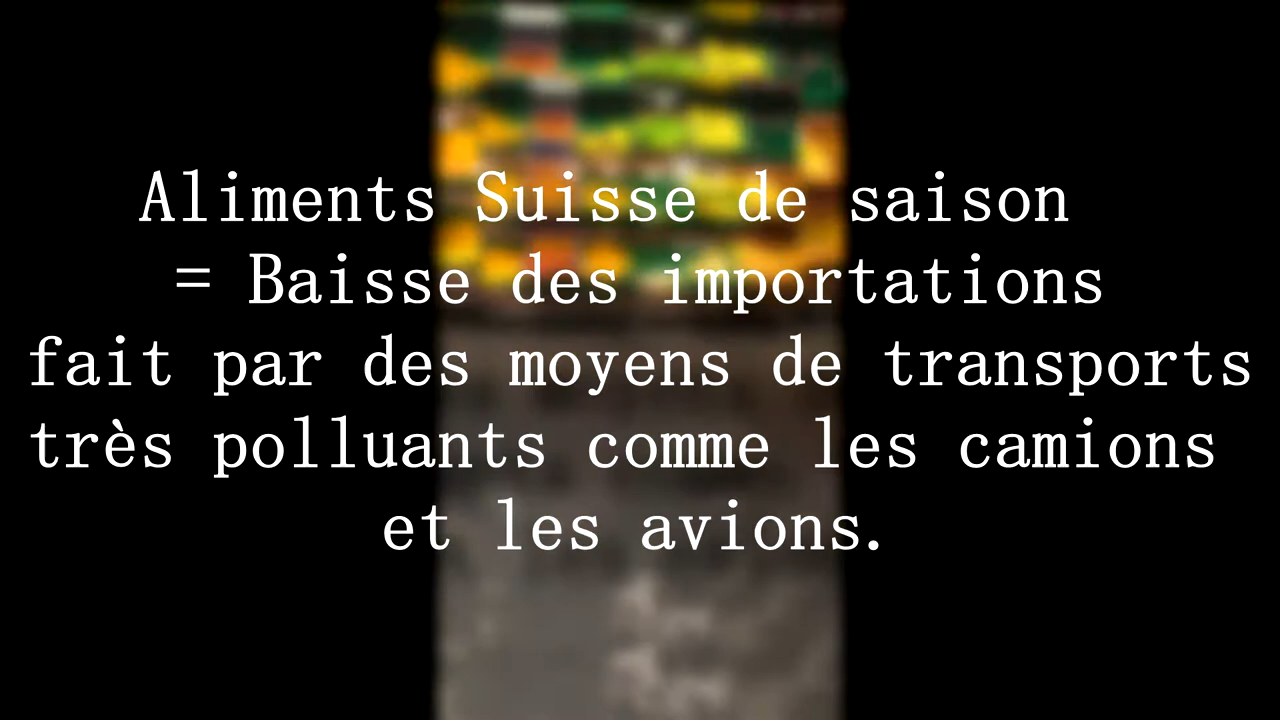 Aliments Suisse de saison
= Baisse des importations
fait par des moyens de transports
très polluants comme les camions
et les avions.